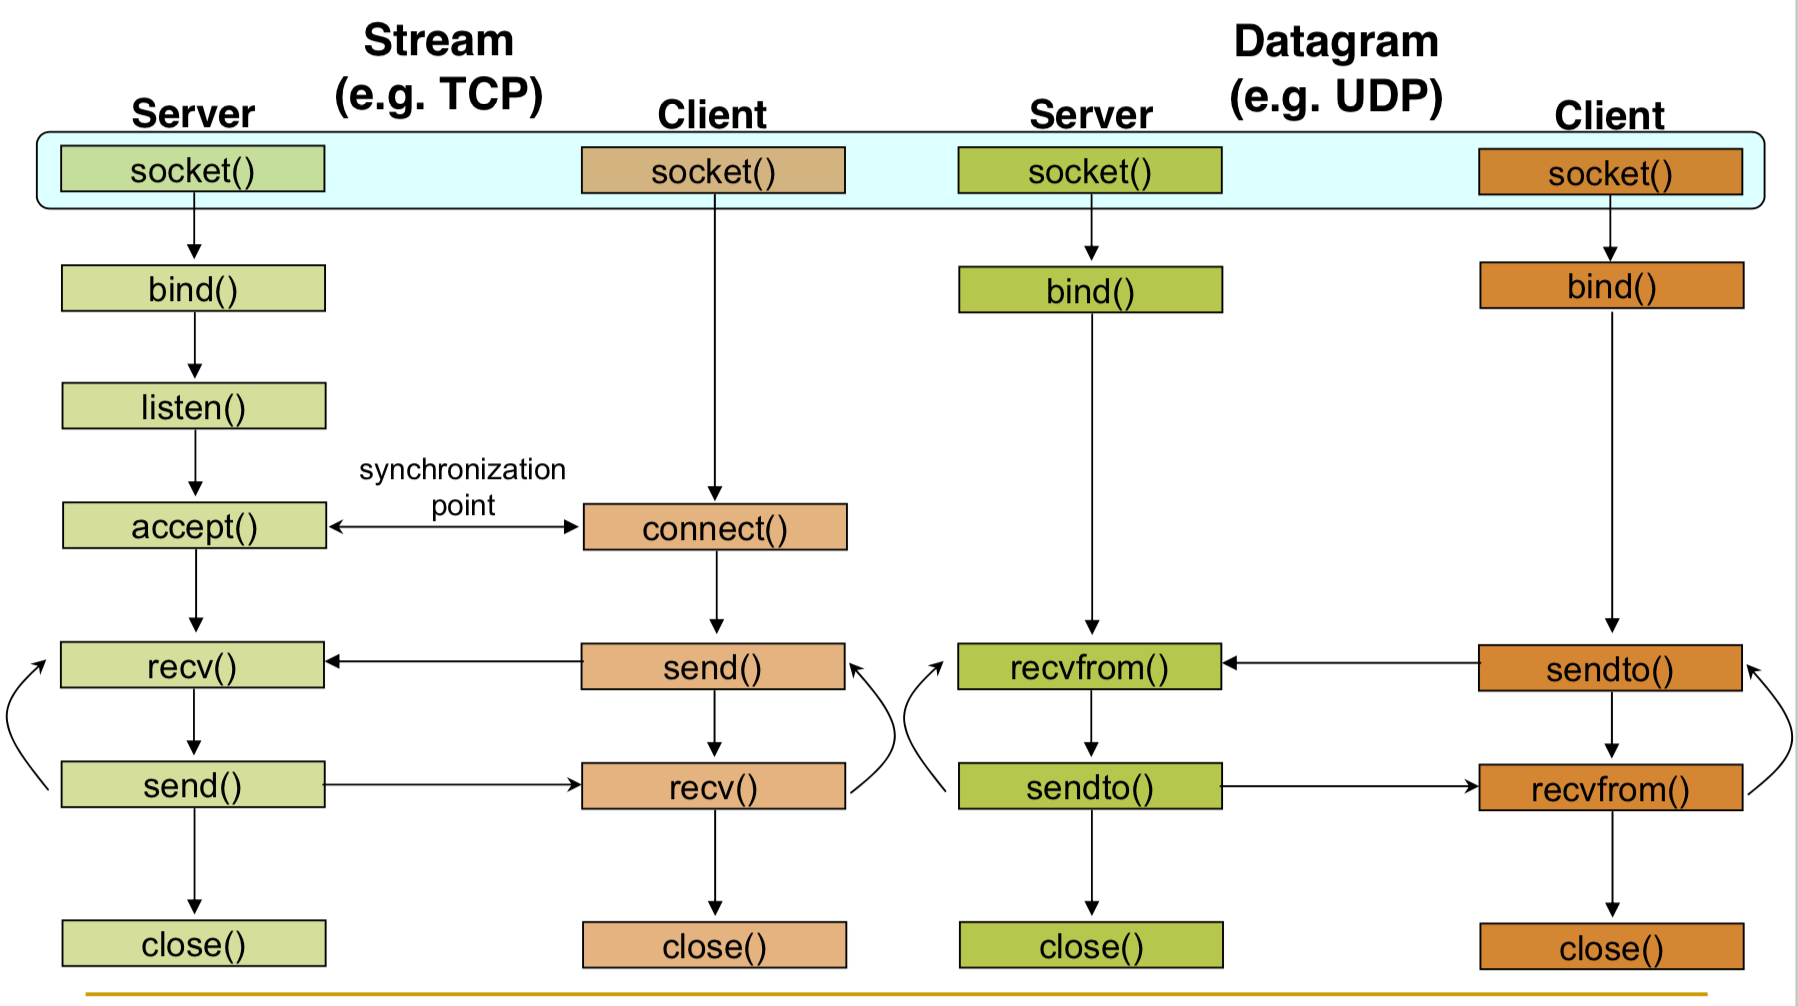 Stream
(e.g. TCP)
Datagram
(e.g. UDP)
Server
Client
Server
Client
socket()
socket()
socket()
socket()
bind()
bind()
bind()
listen()
synchronization
point
accept()
connect()
recv()
send()
recvfrom()
sendto()
send()
recv()
sendto()
recvfrom()
close()
close()
close()
close()